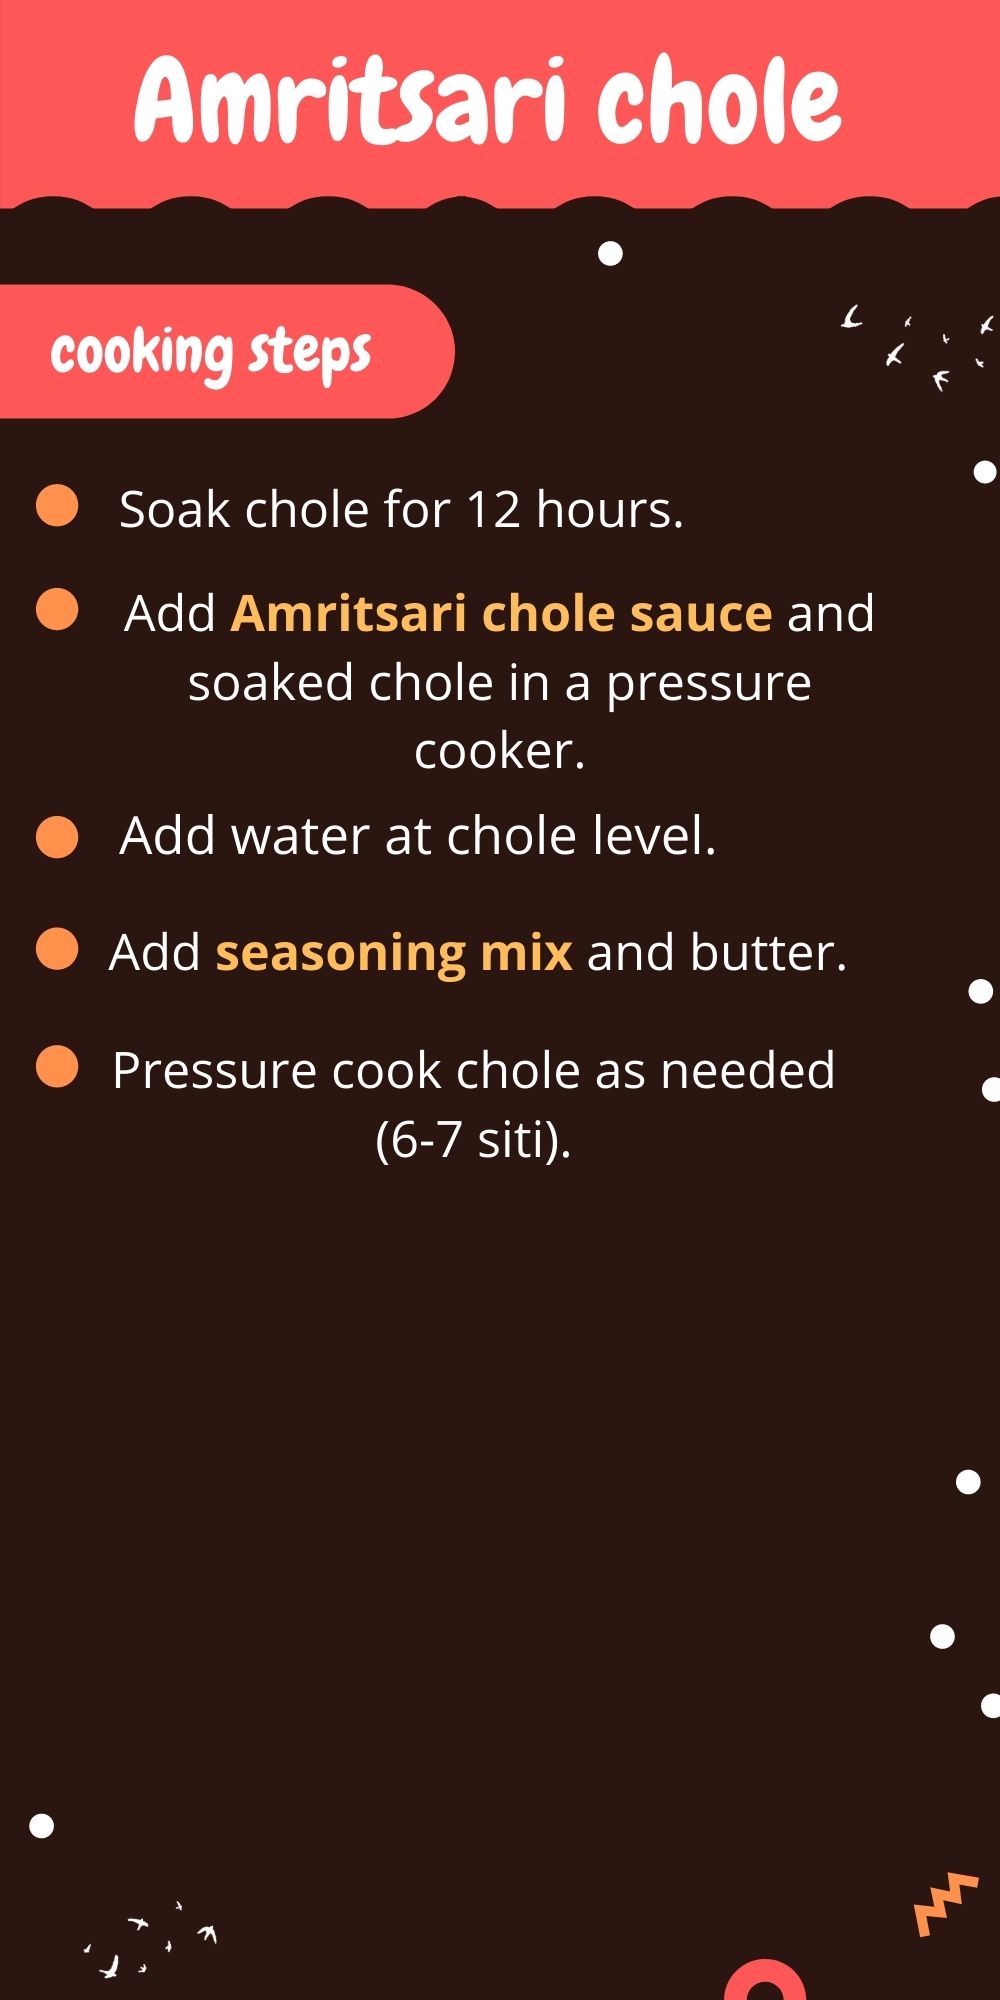 Amritsari chole
cooking steps
Soak chole for 12 hours.
Add Amritsari chole sauce and
soaked chole in a pressure
cooker.
Add water at chole level.
Add seasoning mix and butter.
Pressure cook chole as needed
(6-7 siti).